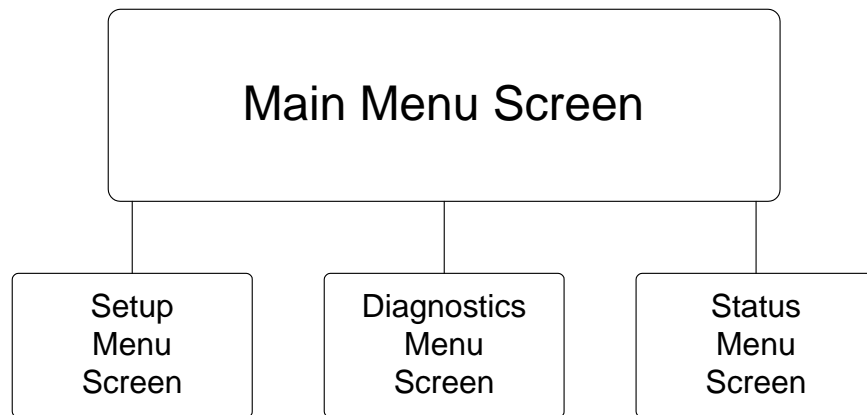 Main Menu Screen
Setup
Menu
Screen
Diagnostics
Menu
Screen
Status
Menu
Screen